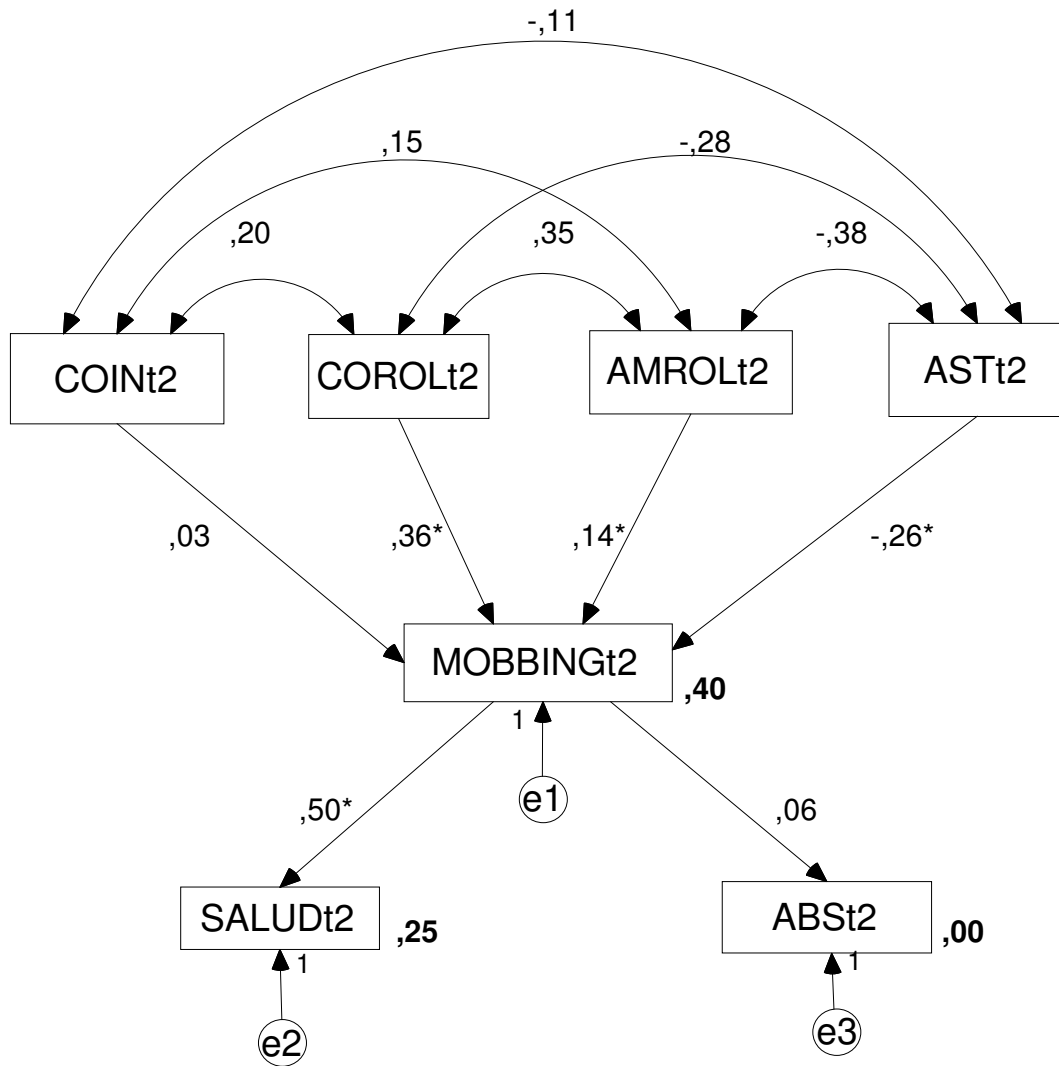 -,11
,15
-,28
,20
,35
-,38
COINt2
COROLt2
AMROLt2
ASTt2
,03
,36*
,14*
-,26*
MOBBINGt2
,40
1
e1
,50*
,06
SALUDt2
,25
ABSt2
,00
1
1
e2
e3